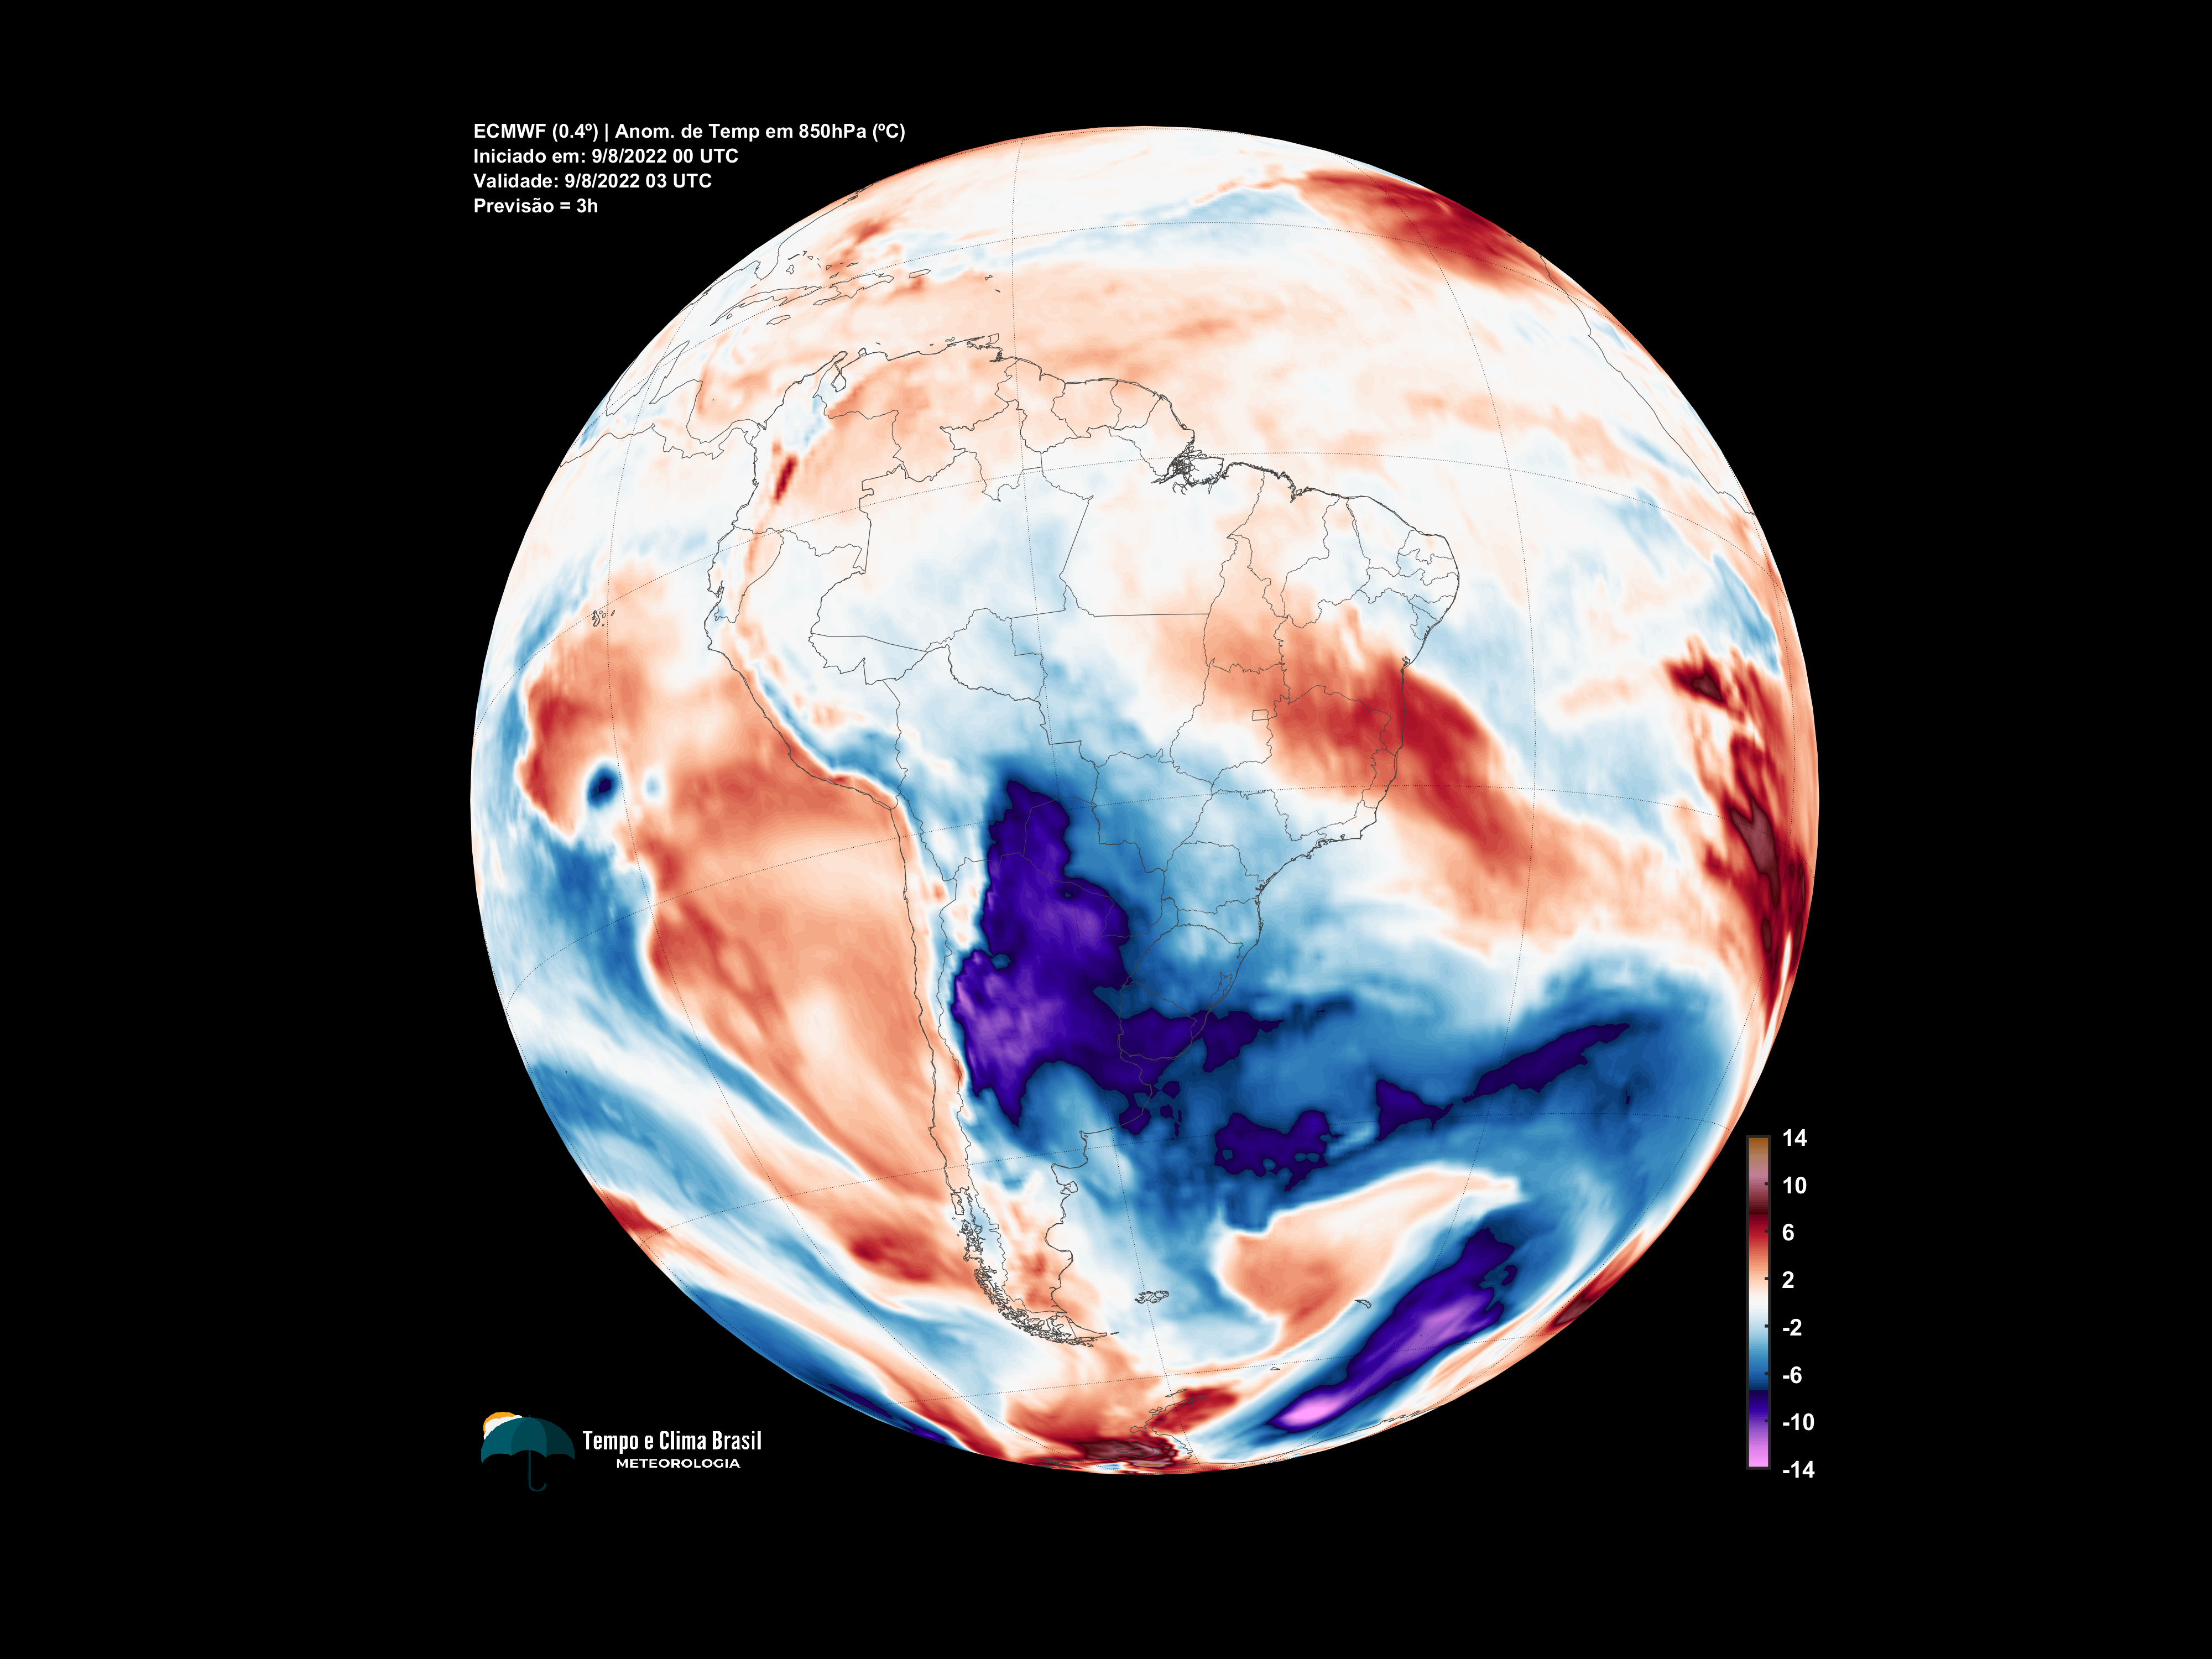 ECMWF (0.4º) | Anom. de Temp em 850hPa (ºC)
Iniciado em: 9/8/2022 00 UTC
Validade: 9/8/2022 03 UTC
Previsão = 3h
14
10
6
2
-2
-6
-10
-14
Tempo e Clima Brasil
METEOROLOGIA